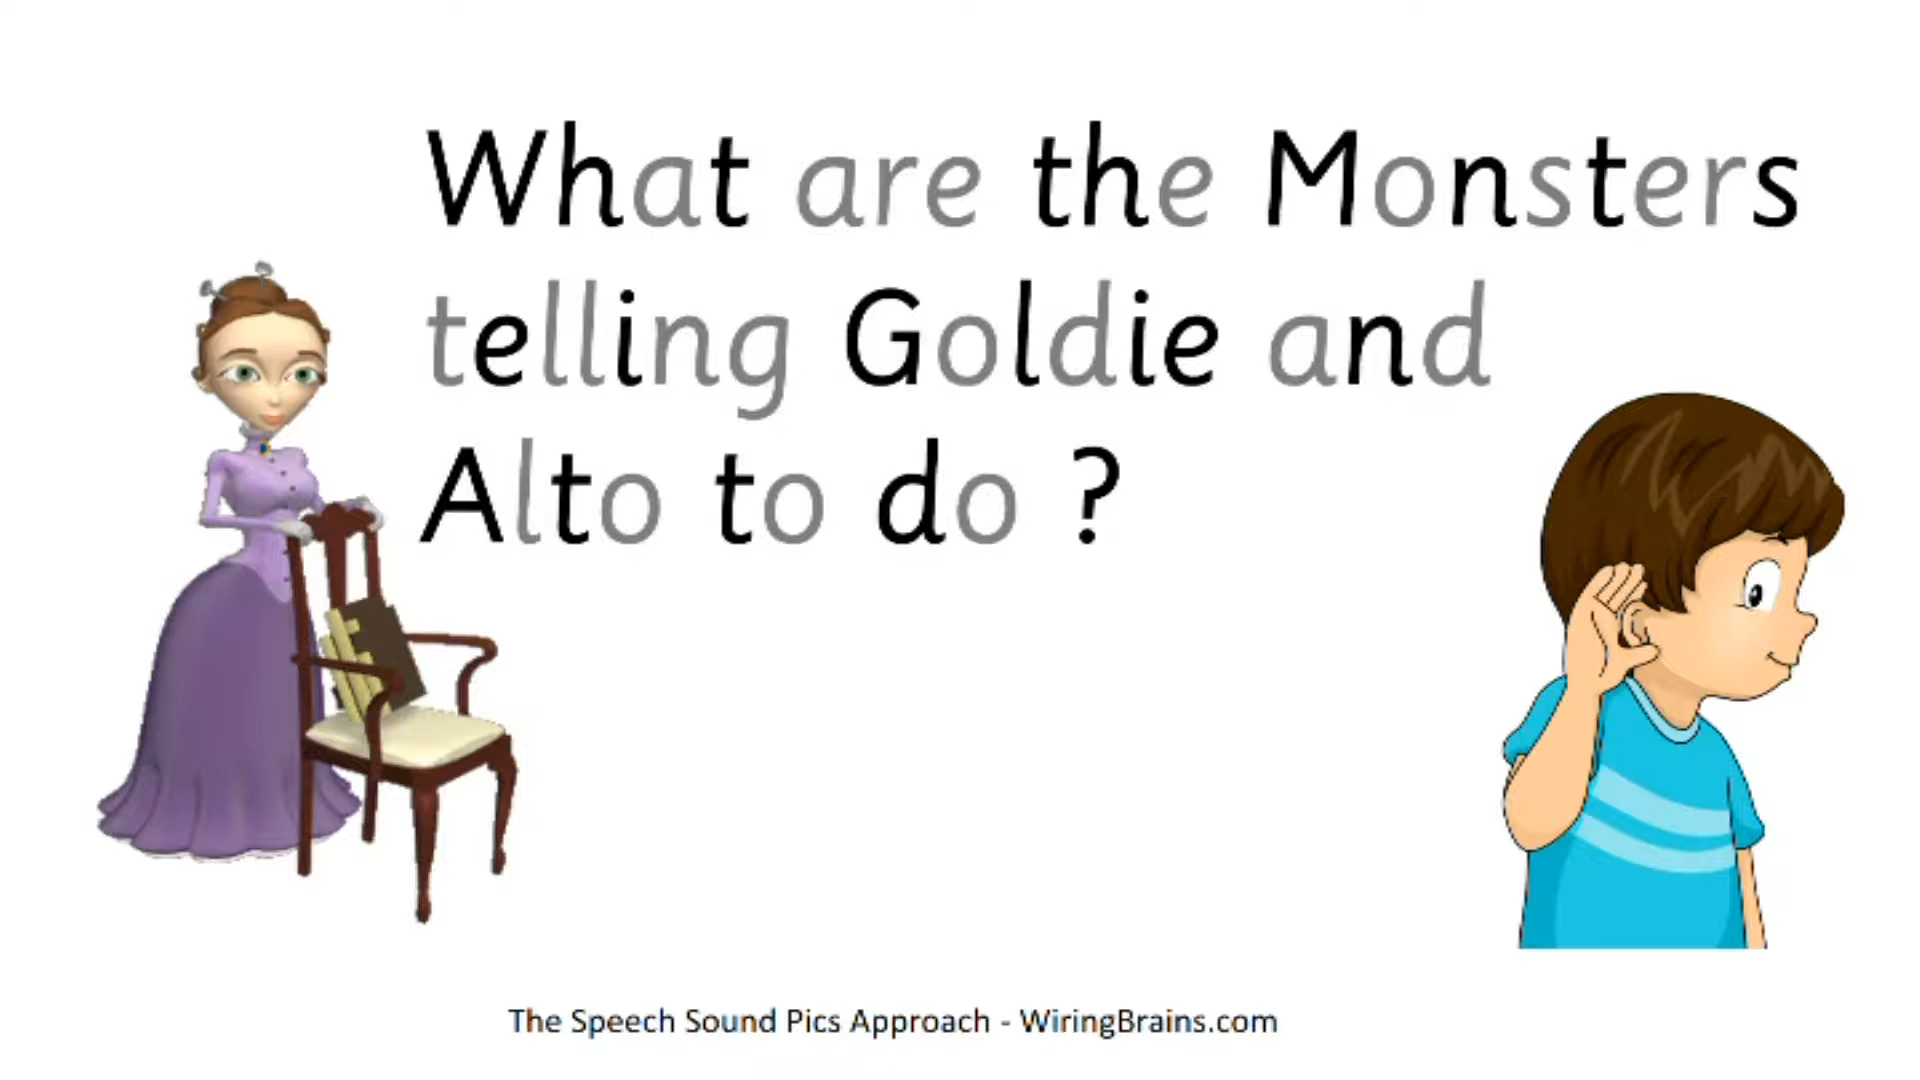 What are the Monsters
telling Goldie and
Alto to do ?
The Speech Sound Pics Approach - WiringBrains.com